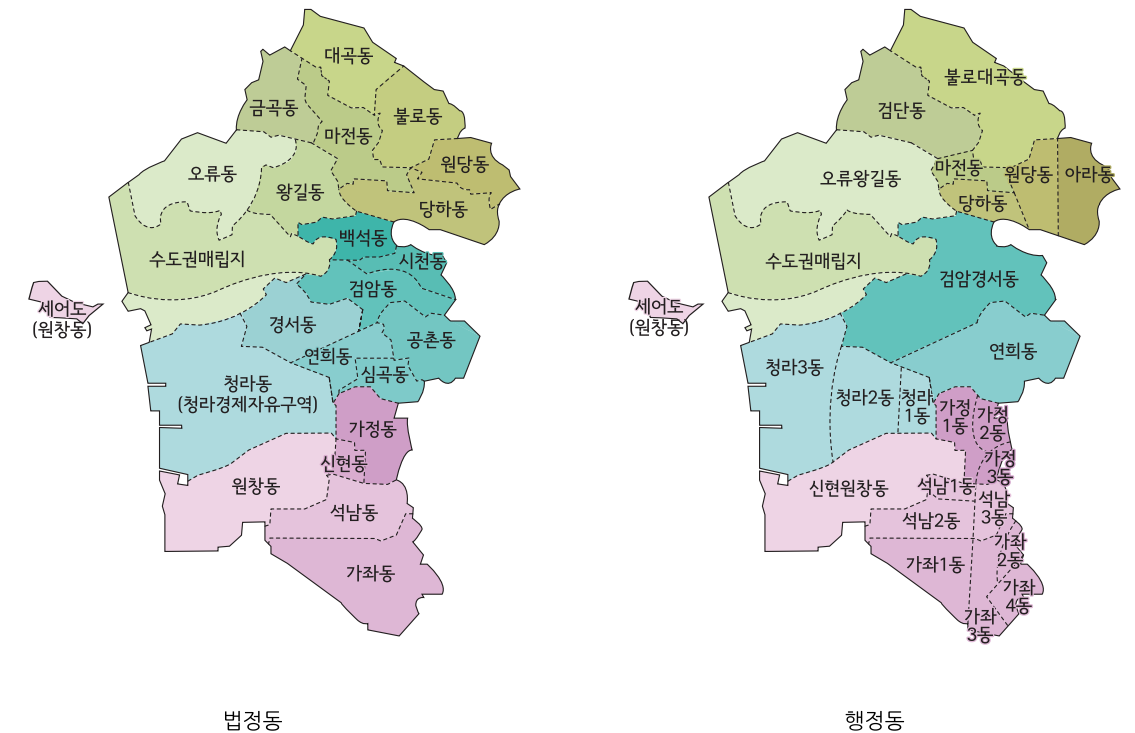 대곡동
금곡동
불로동
마전동
원당동
오류동
왕길동
당하동
백석동
수도권매립지
시천동
검암동
세어도
(원창동)
경서동
공촌동
연희동
심곡동
청라동
(청라경제자유구역)
가정동
신현동
원창동
석남동
가좌동
법정동
불로대곡동
검단동
마전동
원당동
아라동
오류왕길동
당하동
수도권매립지
검암경서동
세어도
(원창동)
연희동
청라3동
청라2동
청라
1동
가정
1동
가정
2동
가정
3동
신현원창동
석남1동
석남
3동
석남2동
가좌
2동
가좌1동
가좌
4동
가좌
3동
행정동